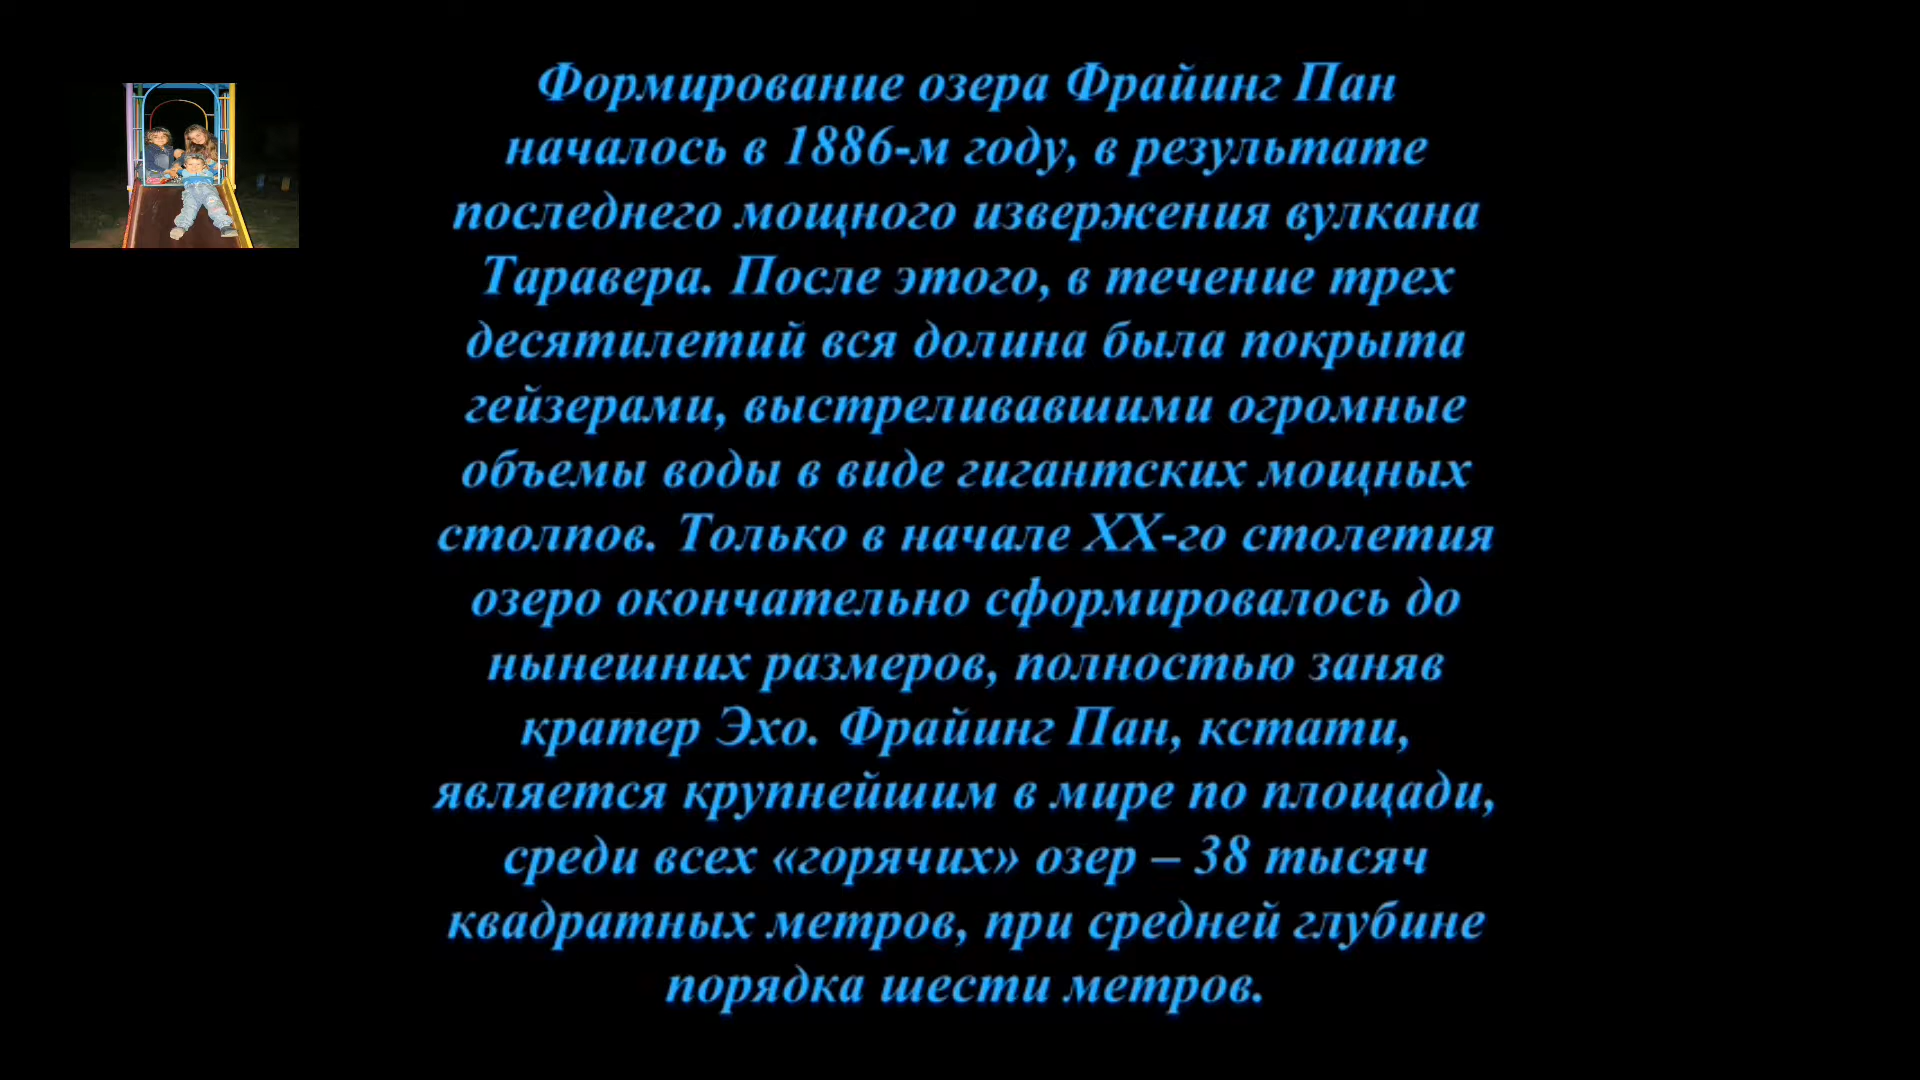 Формирование озера Фрайинг Пан
началось в 1886-м году, в результате
последнего мощного извержения вулкана
Таравера. После этого, в течение трех
десятилетий вся долина была покрыта
гейзерами, выстреливавшими огромные
объемы воды в виде гигантских мощных
столпов. Только в начале XX-го столетия
озеро окончательно сформировалось до
нынешних размеров, полностью заняв
кратер Эхо. Фрайинг Пан, кстати,
является крупнейшим в мире по площади,
среди всех «горячих» озер – 38 тысяч
квадратных метров, при средней глубине
порядка шести метров.